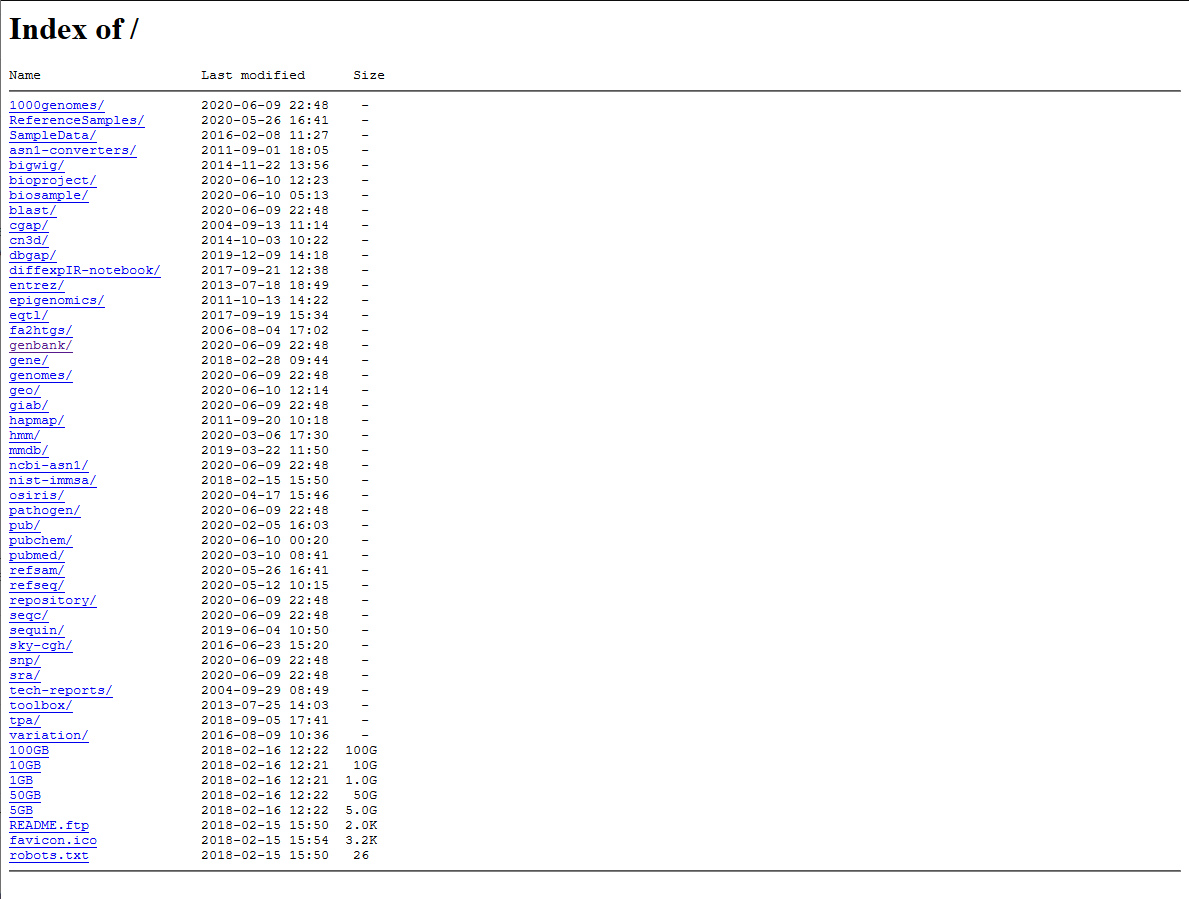 Index of /
Name Last modified Size
1000genomes/ 2020-06-09 22:48 -
ReferenceSamples/ 2020-05-26 16:41 -
SampleData/ 2016-02-08 11:27 -
asn1-converters/ 2011-09-01 18:05 -
bigwig/ 2014-11-22 13:56 -
bioproject/ 2020-06-10 12:23 -
biosample/ 2020-06-10 05:13 -
blast/ 2020-06-09 22:48 -
cgap/ 2004-09-13 11:14 -
cn3d/ 2014-10-03 10:22 -
dbgap/ 2019-12-09 14:18 -
diffexpIR-notebook/ 2017-09-21 12:38 -
entrez/ 2013-07-18 18:49 -
epigenomics/ 2011-10-13 14:22 -
eqtl/ 2017-09-19 15:34 -
fa2htgs/ 2006-08-04 17:02 -
genbank/ 2020-06-09 22:48 -
gene/ 2018-02-28 09:44 -
genomes/ 2020-06-09 22:48 -
geo/ 2020-06-10 12:14 -
giab/ 2020-06-09 22:48 -
hapmap/ 2011-09-20 10:18 -
hmm/ 2020-03-06 17:30 -
mmdb/ 2019-03-22 11:50 -
ncbi-asn1/ 2020-06-09 22:48 -
nist-immsa/ 2018-02-15 15:50 -
osiris/ 2020-04-17 15:46 -
pathogen/ 2020-06-09 22:48 -
pub/ 2020-02-05 16:03 -
pubchem/ 2020-06-10 00:20 -
pubmed/ 2020-03-10 08:41 -
refsam/ 2020-05-26 16:41 -
refseq/ 2020-05-12 10:15 -
repository/ 2020-06-09 22:48 -
seqc/ 2020-06-09 22:48 -
sequin/ 2019-06-04 10:50 -
sky-cgh/ 2016-06-23 15:20 -
snp/ 2020-06-09 22:48 -
sra/ 2020-06-09 22:48 -
tech-reports/ 2004-09-29 08:49 -
toolbox/ 2013-07-25 14:03 -
tpa/ 2018-09-05 17:41 -
variation/ 2016-08-09 10:36 -
100GB 2018-02-16 12:22 100G
10GB 2018-02-16 12:21 10G
1GB 2018-02-16 12:21 1.0G
50GB 2018-02-16 12:22 50G
5GB 2018-02-16 12:22 5.0G
README.ftp 2018-02-15 15:50 2.0K
favicon.ico 2018-02-15 15:54 3.2K
robots.txt 2018-02-15 15:50 26